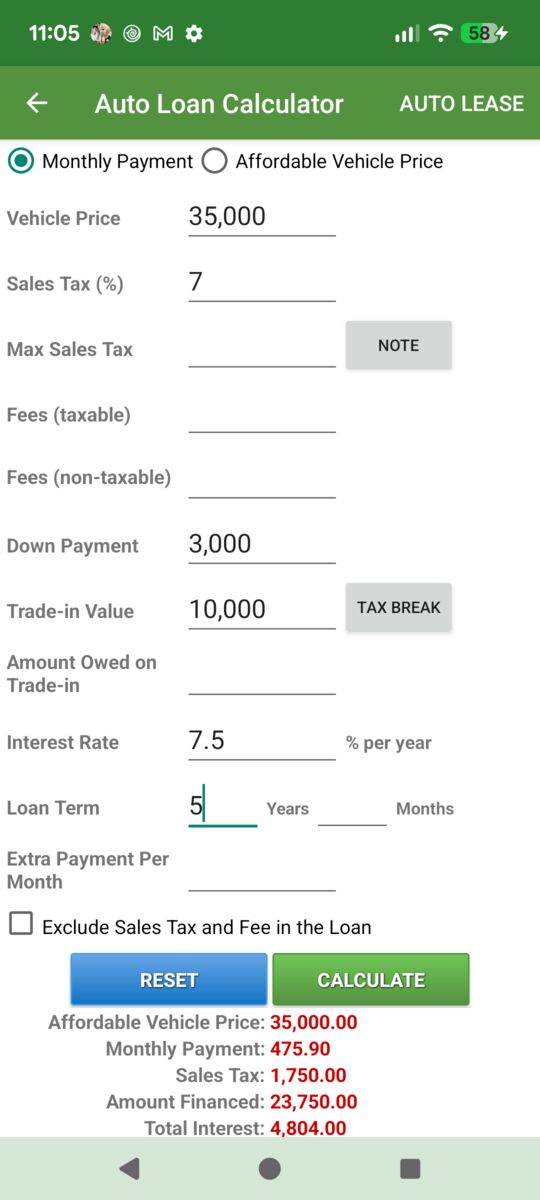 11:05 58
Auto Loan Calculator AUTO LEASE
Monthly Payment Affordable Vehicle Price
Vehicle Price 35,000
Sales Tax (%) 7
Max Sales Tax NOTE
Fees (taxable)
Fees (non-taxable)
Down Payment 3,000
Trade-in Value 10,000 TAX BREAK
Amount Owed on
Trade-in
Interest Rate 7.5 % per year
Loan Term 5 Years Months
Extra Payment Per
Month
Exclude Sales Tax and Fee in the Loan
RESET CALCULATE
Affordable Vehicle Price: 35,000.00
Monthly Payment: 475.90
Sales Tax: 1,750.00
Amount Financed: 23,750.00
Total Interest: 4,804.00